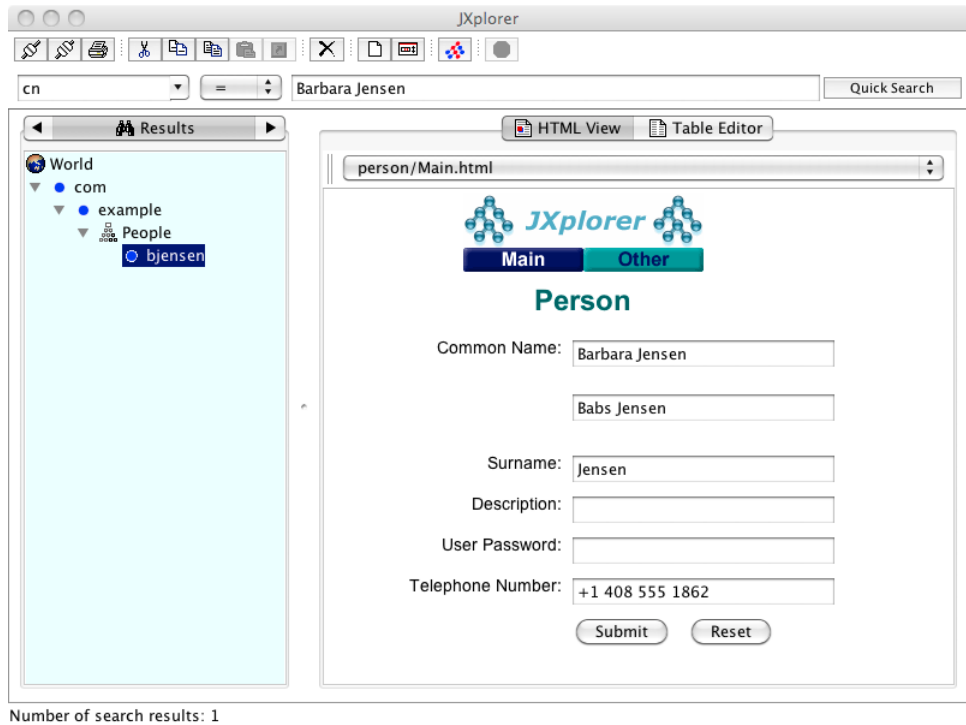 JXplorer
cn = Barbara Jensen Quick Search
Results
HTML View Table Editor
World
com
example
People
bjensen
person/Main.html
JXplorer
Main Other
Person
Common Name: Barbara Jensen
Babs Jensen
Surname: Jensen
Description:
User Password:
Telephone Number: +1 408 555 1862
Submit Reset
Number of search results: 1